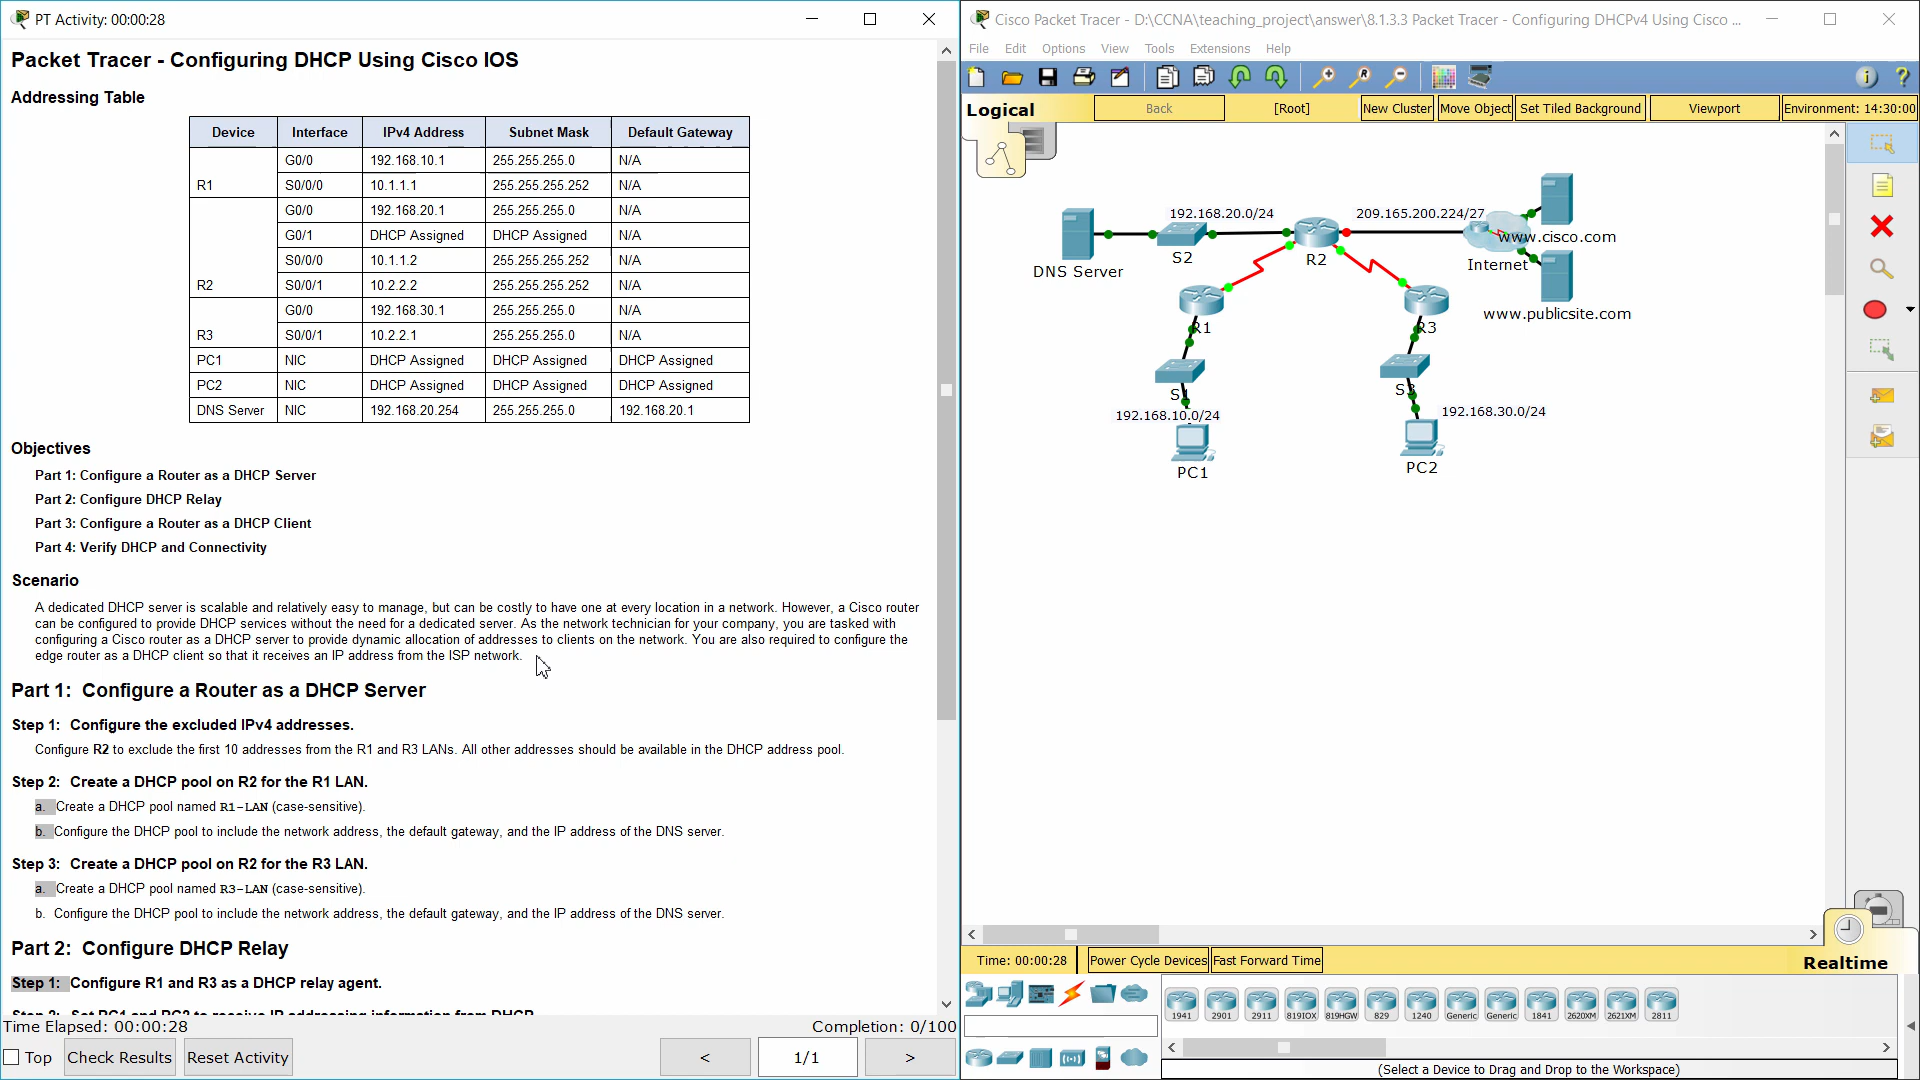 PT Activity: 00:00:28
Packet Tracer - Configuring DHCP Using Cisco IOS
Addressing Table
Device Interface IPv4 Address Subnet Mask Default Gateway
R1 G0/0 192.168.10.1 255.255.255.0 N/A
S0/0/0 10.1.1.1 255.255.255.252 N/A
R2 G0/0 192.168.20.1 255.255.255.0 N/A
G0/1 DHCP Assigned DHCP Assigned N/A
S0/0/0 10.1.1.2 255.255.255.252 N/A
S0/0/1 10.2.2.2 255.255.255.252 N/A
R3 G0/0 192.168.30.1 255.255.255.0 N/A
S0/0/1 10.2.2.1 255.255.255.0 N/A
PC1 NIC DHCP Assigned DHCP Assigned DHCP Assigned
PC2 NIC DHCP Assigned DHCP Assigned DHCP Assigned
DNS Server NIC 192.168.20.254 255.255.255.0 192.168.20.1
Objectives
Part 1: Configure a Router as a DHCP Server
Part 2: Configure DHCP Relay
Part 3: Configure a Router as a DHCP Client
Part 4: Verify DHCP and Connectivity
Scenario
A dedicated DHCP server is scalable and relatively easy to manage, but can be costly to have one at every location in a network. However, a Cisco router
can be configured to provide DHCP services without the need for a dedicated server. As the network technician for your company, you are tasked with
configuring a Cisco router as a DHCP server to provide dynamic allocation of addresses to clients on the network. You are also required to configure the
edge router as a DHCP client so that it receives an IP address from the ISP network.
Part 1: Configure a Router as a DHCP Server
Step 1: Configure the excluded IPv4 addresses.
Configure R2 to exclude the first 10 addresses from the R1 and R3 LANs. All other addresses should be available in the DHCP address pool.
Step 2: Create a DHCP pool on R2 for the R1 LAN.
a. Create a DHCP pool named R1-LAN (case-sensitive).
b. Configure the DHCP pool to include the network address, the default gateway, and the IP address of the DNS server.
Step 3: Create a DHCP pool on R2 for the R3 LAN.
a. Create a DHCP pool named R3-LAN (case-sensitive).
b. Configure the DHCP pool to include the network address, the default gateway, and the IP address of the DNS server.
Part 2: Configure DHCP Relay
Step 1: Configure R1 and R3 as a DHCP relay agent.
Step 2: Set PC1 and PC2 to receive IP addressing information from DHCP.
Time Elapsed: 00:00:28 Completion: 0/100
Top Check Results Reset Activity < 1/1 >
Cisco Packet Tracer - D:\CCNA\teaching_project\answer\8.1.3.3 Packet Tracer - Configuring DHCPv4 Using Cisco ...
File Edit Options View Tools Extensions Help
Logical Back [Root] New Cluster Move Object Set Tiled Background Viewport Environment: 14:30:00
192.168.20.0/24 209.165.200.224/27
www.cisco.com
S2 R2 Internet
DNS Server
www.publicsite.com
R1 R3
S1 S3
192.168.10.0/24 192.168.30.0/24
PC1 PC2
Time: 00:00:28 Power Cycle Devices Fast Forward Time
Realtime
1941 2901 2911 819IOX 819HGW 829 1240 Generic Generic 1841 2620XM 2621XM 2811
(Select a Device to Drag and Drop to the Workspace)